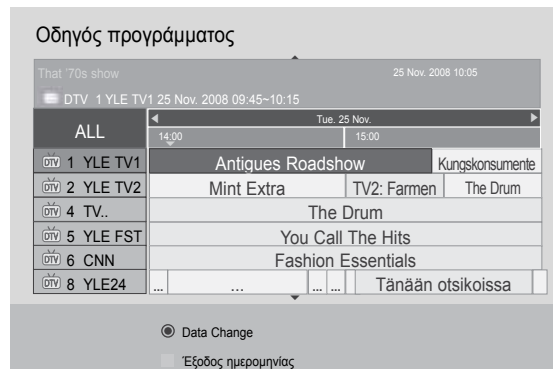 Οδηγός προγράμματος
That '70s show 25 Nov. 2008 10:05
DTV 1 YLE TV1 25 Nov. 2008 09:45~10:15
ALL Tue. 25 Nov.
14:00 15:00
DTV 1 YLE TV1 Antigues Roadshow Kungskonsumente
DTV 2 YLE TV2 Mint Extra TV2: Farmen The Drum
DTV 4 TV.. The Drum
DTV 5 YLE FST You Call The Hits
DTV 6 CNN Fashion Essentials
DTV 8 YLE24 ... ... ... ... Tänään otsikoissa
Data Change
Έξοδος ημερομηνίας